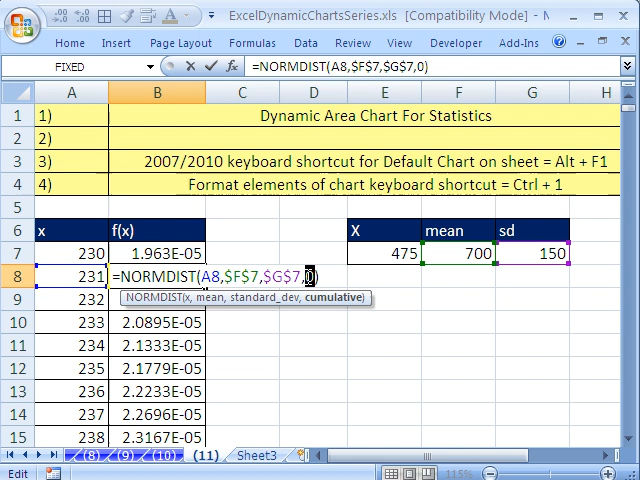 ExcelDynamicChartsSeries.xls [Compatibility Mode] - M
Home Insert Page Layout Formulas Data Review View Developer Add-Ins
FIXED =NORMDIST(A8,$F$7,$G$7,0)
A B C D E F G H
1 1) Dynamic Area Chart For Statistics
2 2)
3 3) 2007/2010 keyboard shortcut for Default Chart on sheet = Alt + F1
4 4) Format elements of chart keyboard shortcut = Ctrl + 1
5
6 x f(x) X mean sd
7 230 1.963E-05 475 700 150
8 231 =NORMDIST(A8,$F$7,$G$7,0)
NORMDIST(x, mean, standard_dev, cumulative)
9 232
10 233 2.0895E-05
11 234 2.1333E-05
12 235 2.1779E-05
13 236 2.2233E-05
14 237 2.2696E-05
15 238 2.3167E-05
(8) (9) (10) (11) Sheet3
Edit 115%